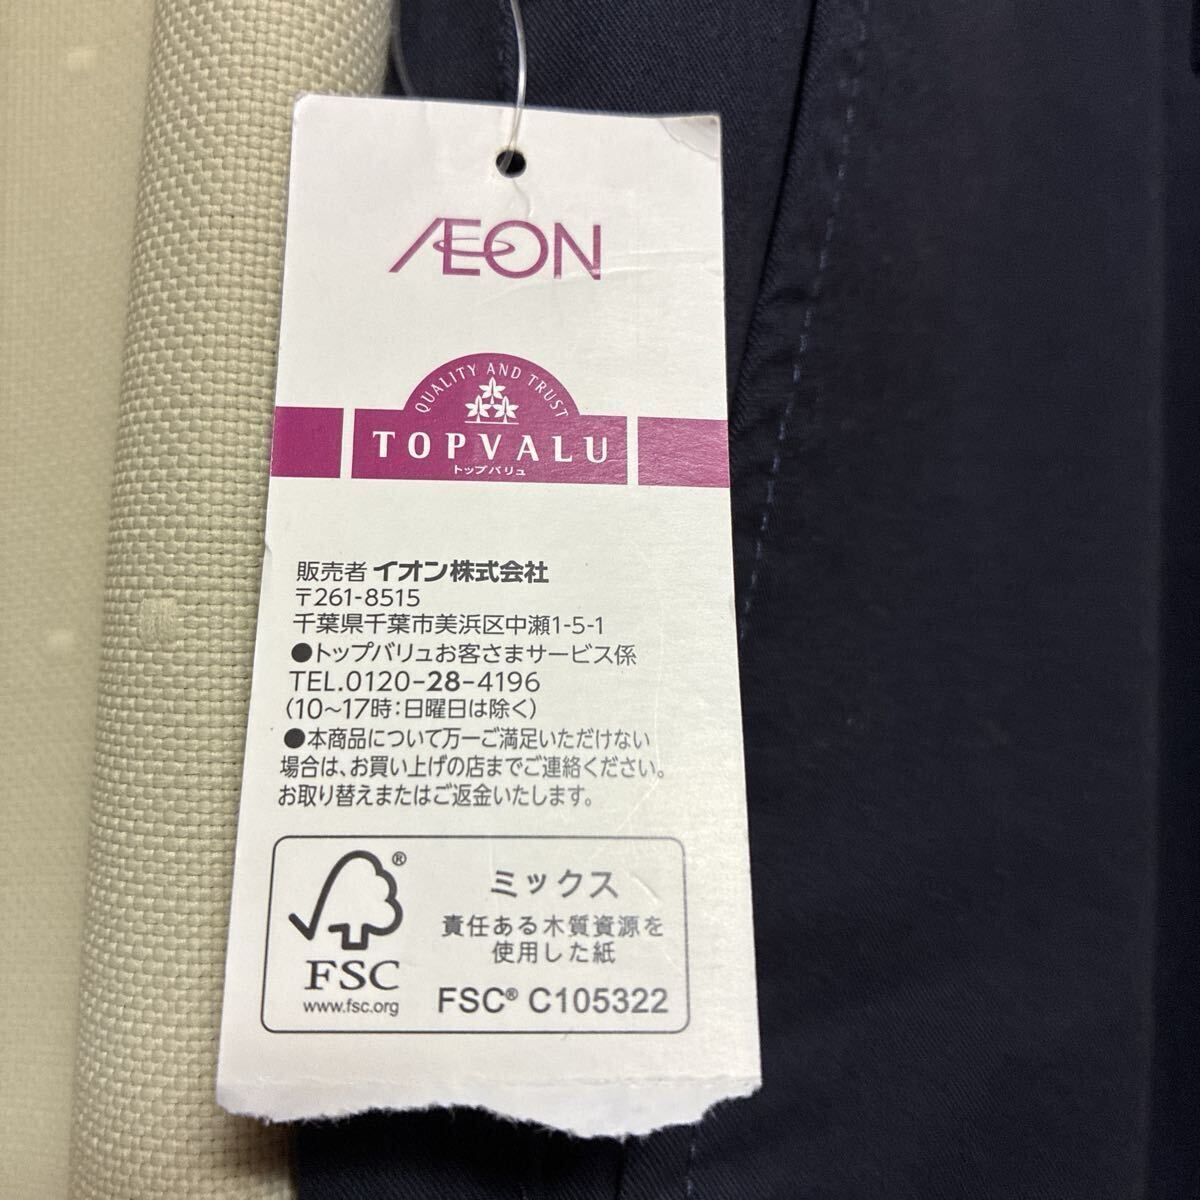 ÆON
QUALITY AND TRUST
TOPVALU
トップバリュ
販売者 イオン株式会社
〒261-8515
千葉県千葉市美浜区中瀬1-5-1
●トップバリュお客さまサービス係
TEL.0120-28-4196
(10～17時:日曜日は除く)
●本商品について万一ご満足いただけない
場合は、お買い上げの店までご連絡ください。
お取り替えまたはご返金いたします。
®
FSC
www.fsc.org
ミックス
責任ある木質資源を
使用した紙
FSC® C105322